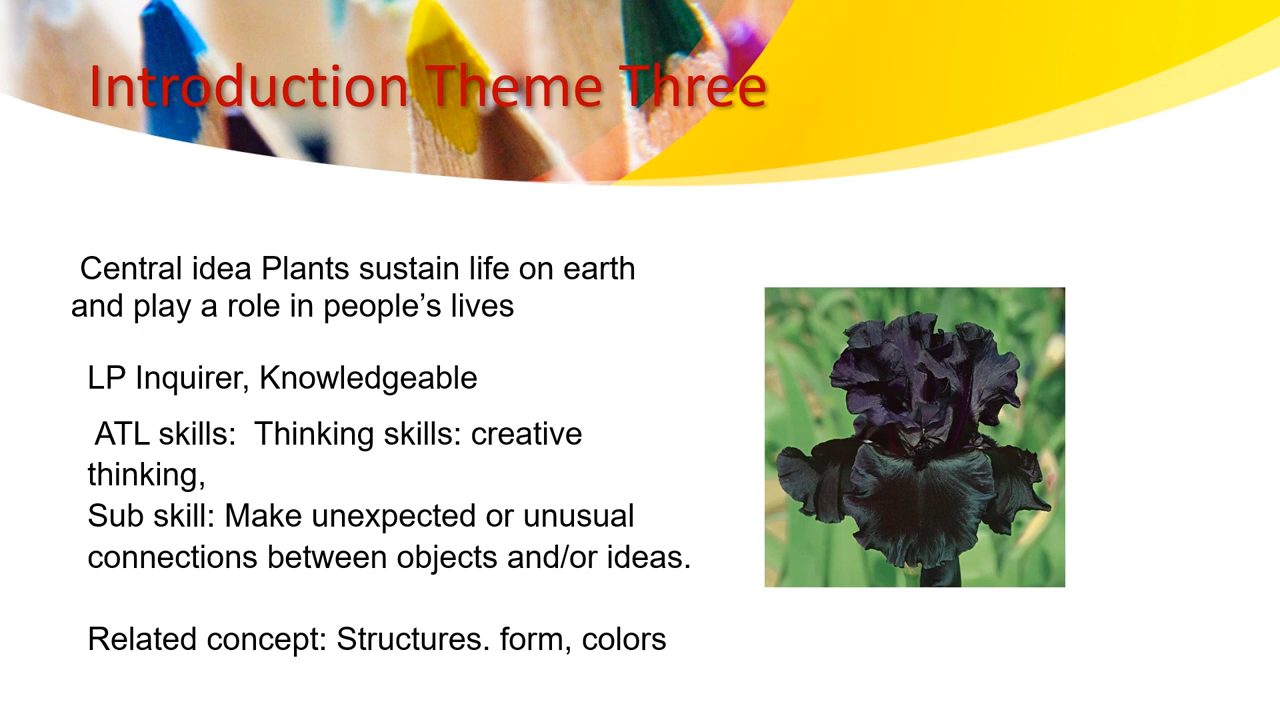 Introduction Theme Three
Central idea Plants sustain life on earth
and play a role in people’s lives
LP Inquirer, Knowledgeable
ATL skills:  Thinking skills: creative
thinking,
Sub skill: Make unexpected or unusual
connections between objects and/or ideas.
Related concept: Structures. form, colors